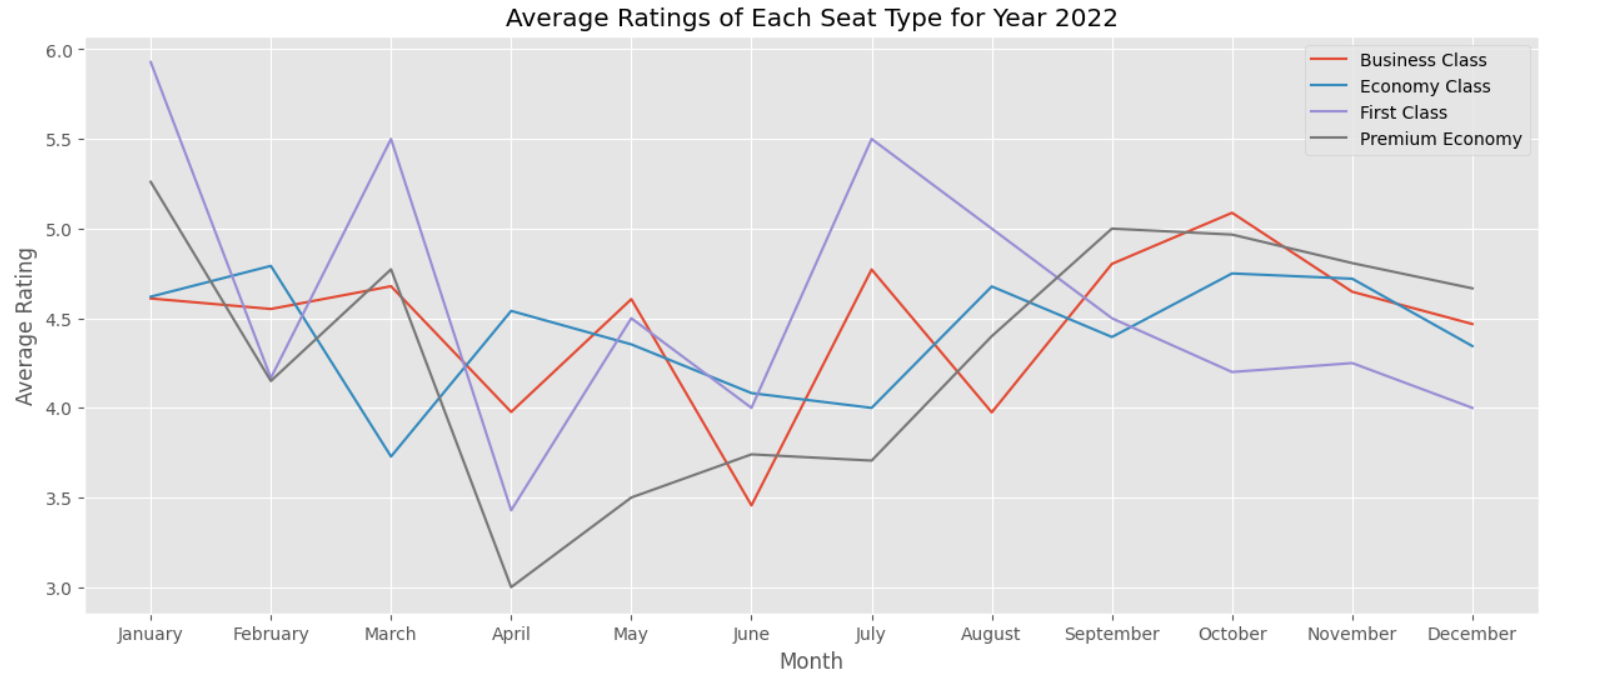 Average Ratings of Each Seat Type for Year 2022
6.0
5.5
5.0
4.5
4.0
3.5
3.0
Average Rating
Business Class
Economy Class
First Class
Premium Economy
January February March April May June July August September October November December
Month